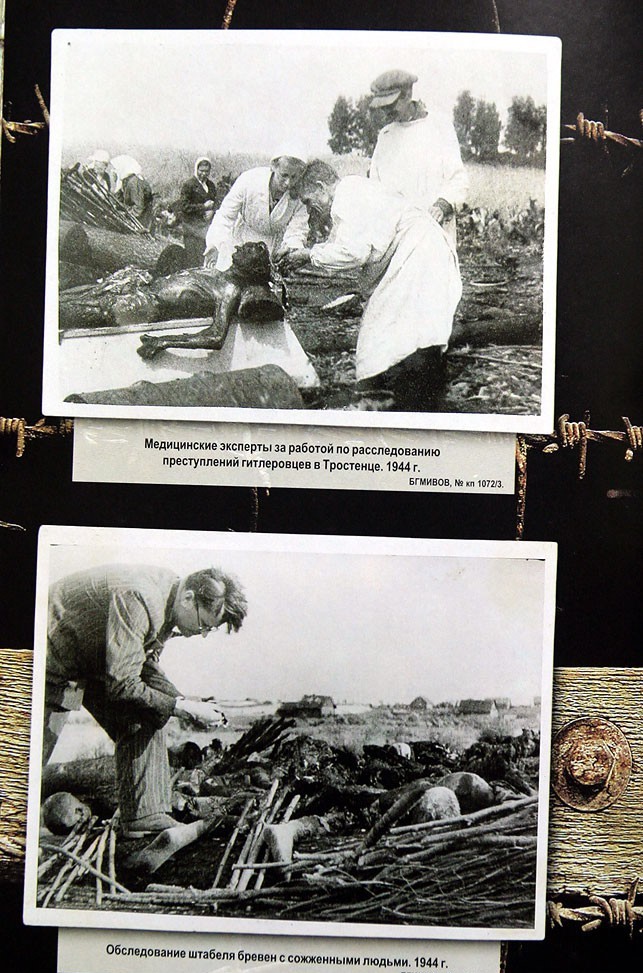 Медицинские эксперты за работой по расследованию
преступлений гитлеровцев в Тростенце. 1944 г.
БГМИВОВ, № кп 1072/3.
Обследование штабеля бревен с сожженными людьми. 1944 г.